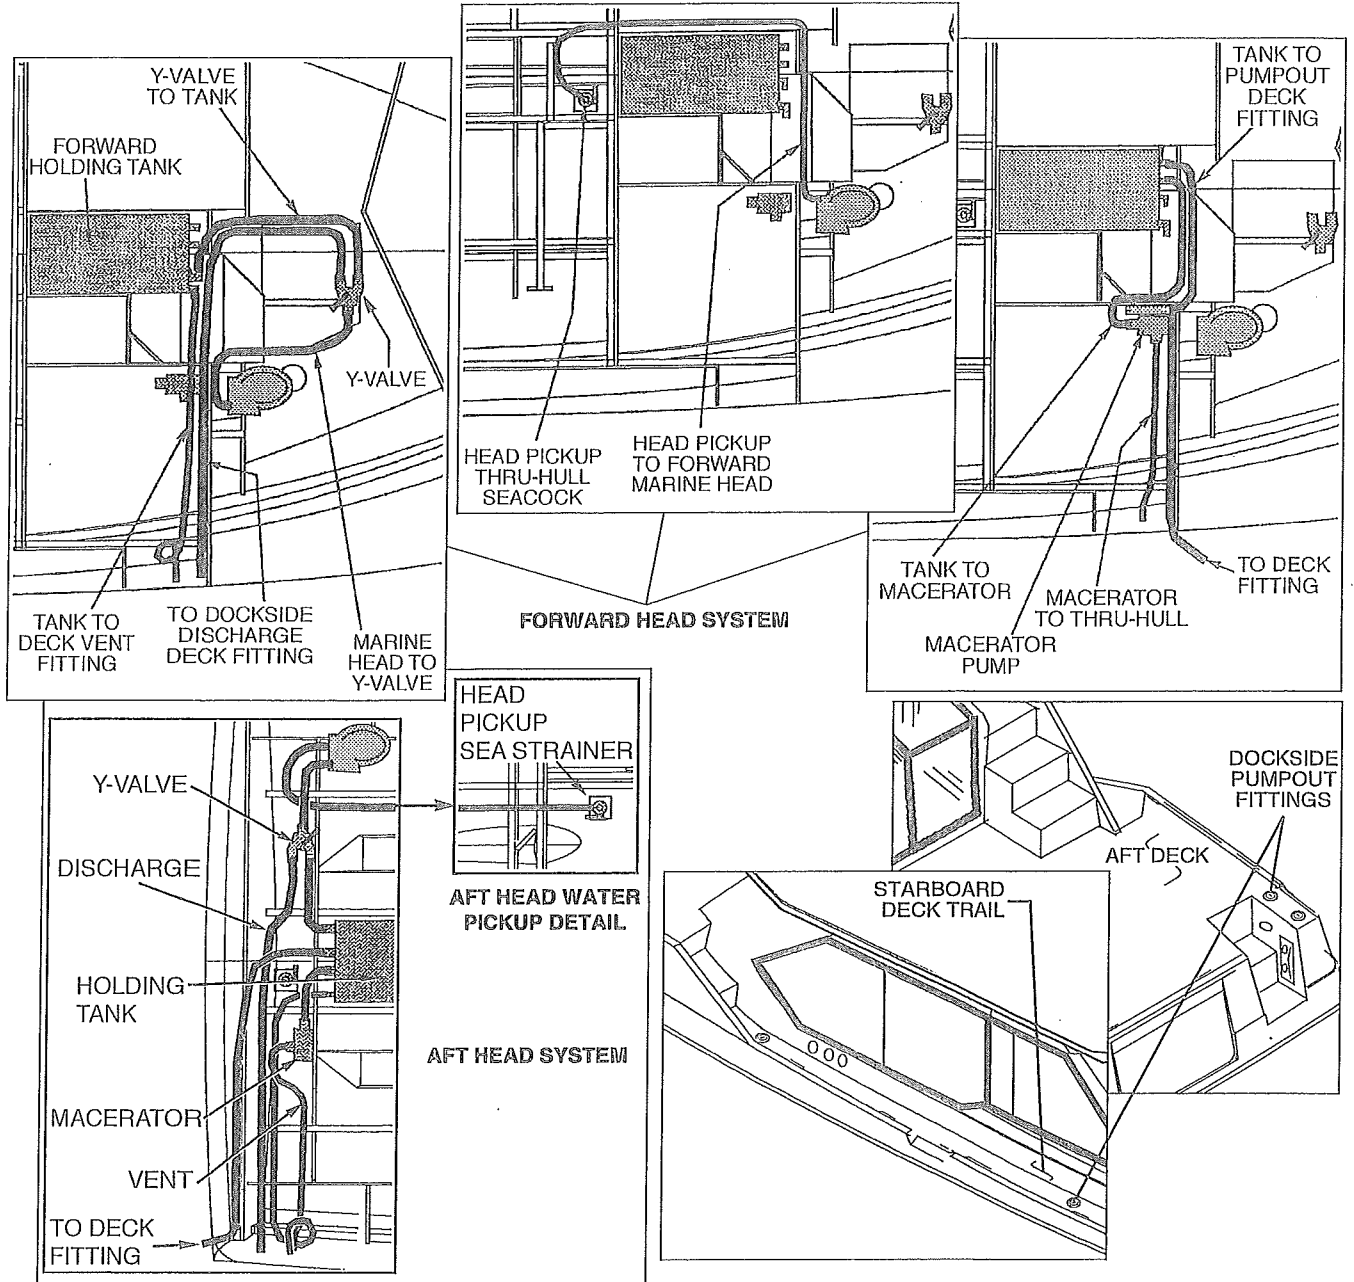 Y-VALVE
TO TANK
FORWARD
HOLDING TANK
Y-VALVE
TANK TO
DECK VENT
FITTING
TO DOCKSIDE
DISCHARGE
DECK FITTING
MARINE
HEAD TO
Y-VALVE
HEAD PICKUP
THRU-HULL
SEACOCK
HEAD PICKUP
TO FORWARD
MARINE HEAD
TANK TO
PUMPOUT
DECK
FITTING
TANK TO
MACERATOR
MACERATOR
PUMP
MACERATOR
TO THRU-HULL
TO DECK
FITTING
FORWARD HEAD SYSTEM
Y-VALVE
DISCHARGE
HOLDING
TANK
MACERATOR
VENT
TO DECK
FITTING
HEAD
PICKUP
SEA STRAINER
AFT HEAD WATER
PICKUP DETAIL
AFT HEAD SYSTEM
DOCKSIDE
PUMPOUT
FITTINGS
AFT DECK
STARBOARD
DECK TRAIL